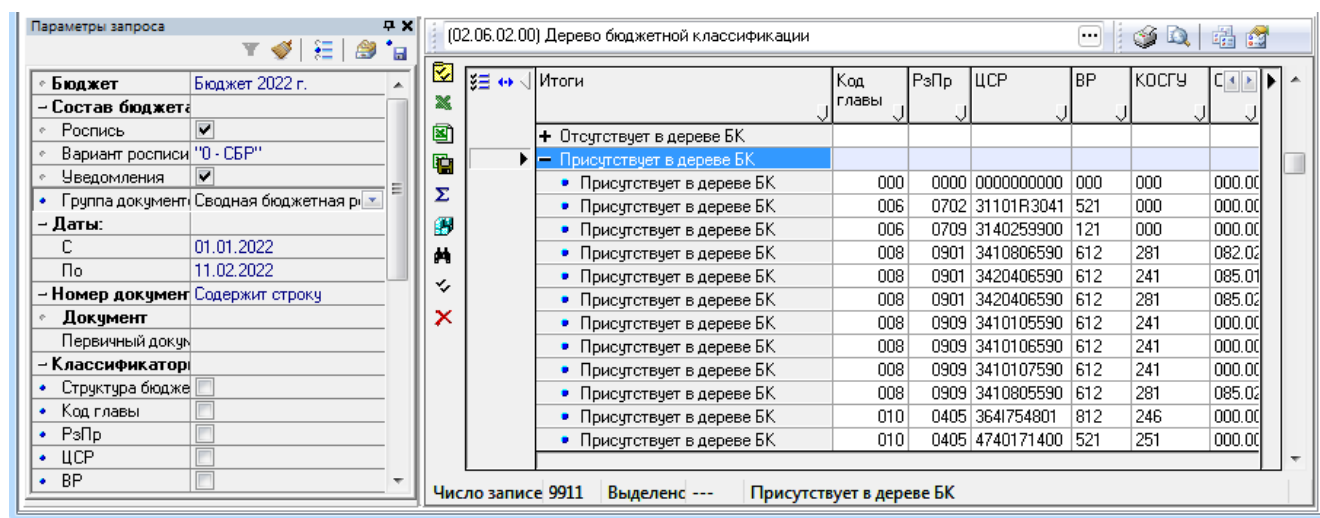 Параметры запроса
Бюджет Бюджет 2022 г.
Состав бюджета
Роспись
Вариант росписи "0 - СБР"
Уведомления
Группа документ Сводная бюджетная р
Даты:
С 01.01.2022
По 11.02.2022
Номер документ Содержит строку
Документ
Первичный докум
Классификатор
Структура бюдже
Код главы
РзПр
ЦСР
ВР
(02.06.02.00) Дерево бюджетной классификации
Итоги Код главы РзПр ЦСР ВР КОСГУ С
Отсутствует в дереве БК
Присутствует в дереве БК
Присутствует в дереве БК 000 0000 0000000000 000 000 000.00
Присутствует в дереве БК 006 0702 31101R3041 521 000 000.00
Присутствует в дереве БК 006 0709 3140259900 121 000 000.00
Присутствует в дереве БК 008 0901 3410806590 612 281 082.02
Присутствует в дереве БК 008 0901 3420406590 612 241 085.01
Присутствует в дереве БК 008 0901 3420406590 612 281 085.02
Присутствует в дереве БК 008 0909 3410105590 612 241 000.00
Присутствует в дереве БК 008 0909 3410106590 612 241 000.00
Присутствует в дереве БК 008 0909 3410107590 612 241 000.00
Присутствует в дереве БК 008 0909 3410805590 612 281 085.02
Присутствует в дереве БК 010 0405 364I754801 812 246 000.00
Присутствует в дереве БК 010 0405 4740171400 521 251 000.00
Число записе 9911 Выделенс --- Присутствует в дереве БК